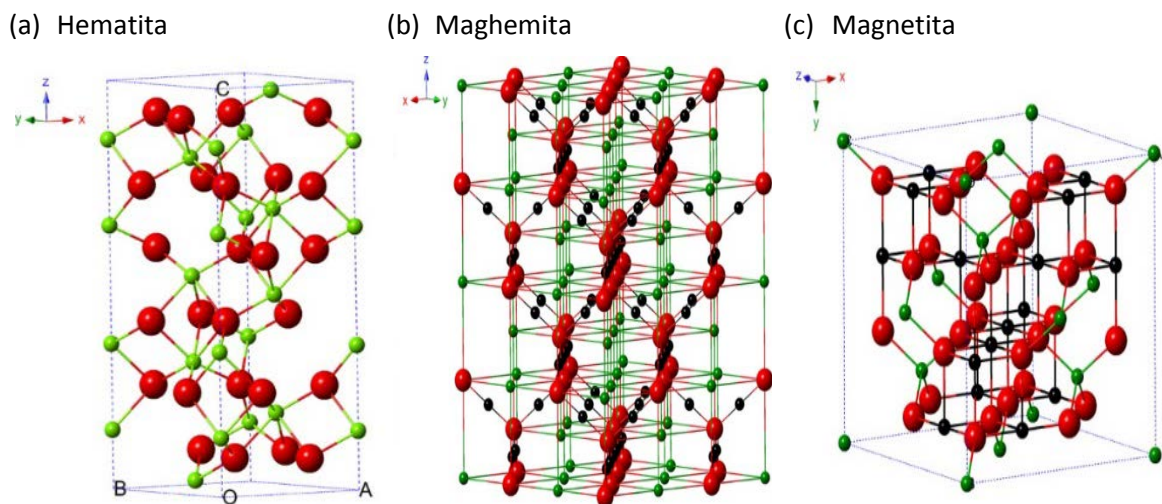 (a) Hematita
(b) Maghemita
(c) Magnetita
z
y x
C
B O A
z
x y
z x
y